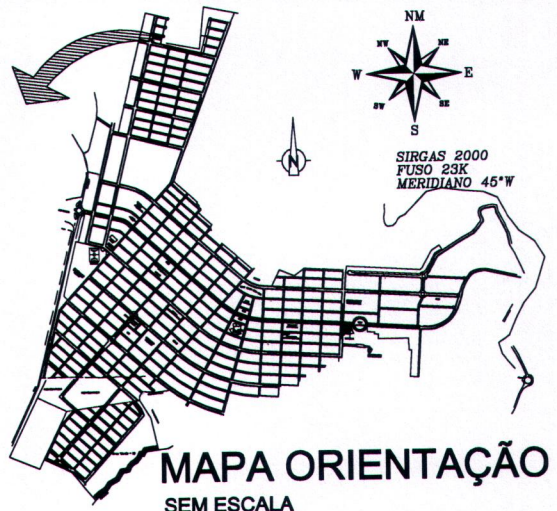 NM
NW
NE
W
E
SW
SE
S
N
SIRGAS 2000
FUSO 23K
MERIDIANO 45°W
MAPA ORIENTAÇÃO
SEM ESCALA